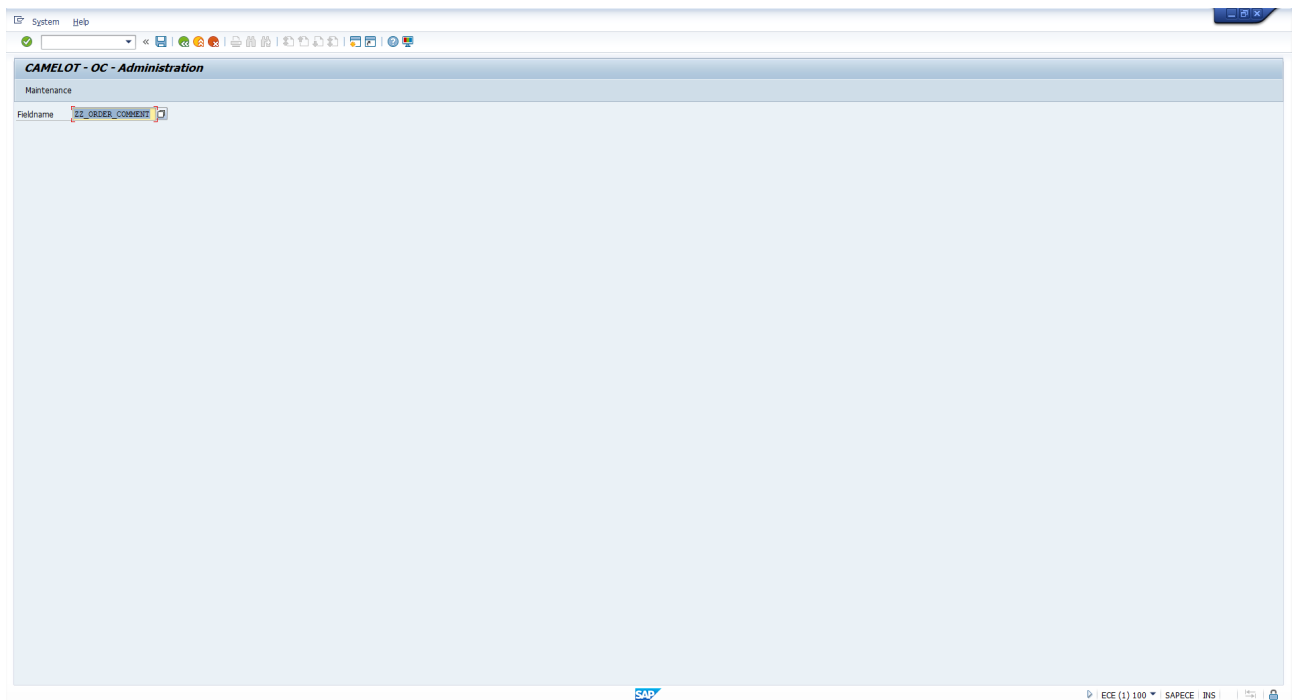 System Help
CAMELOT - OC - Administration
Maintenance
Fieldname ZZ_ORDER_COMMENT
SAP ECE (1) 100 SAPECE INS